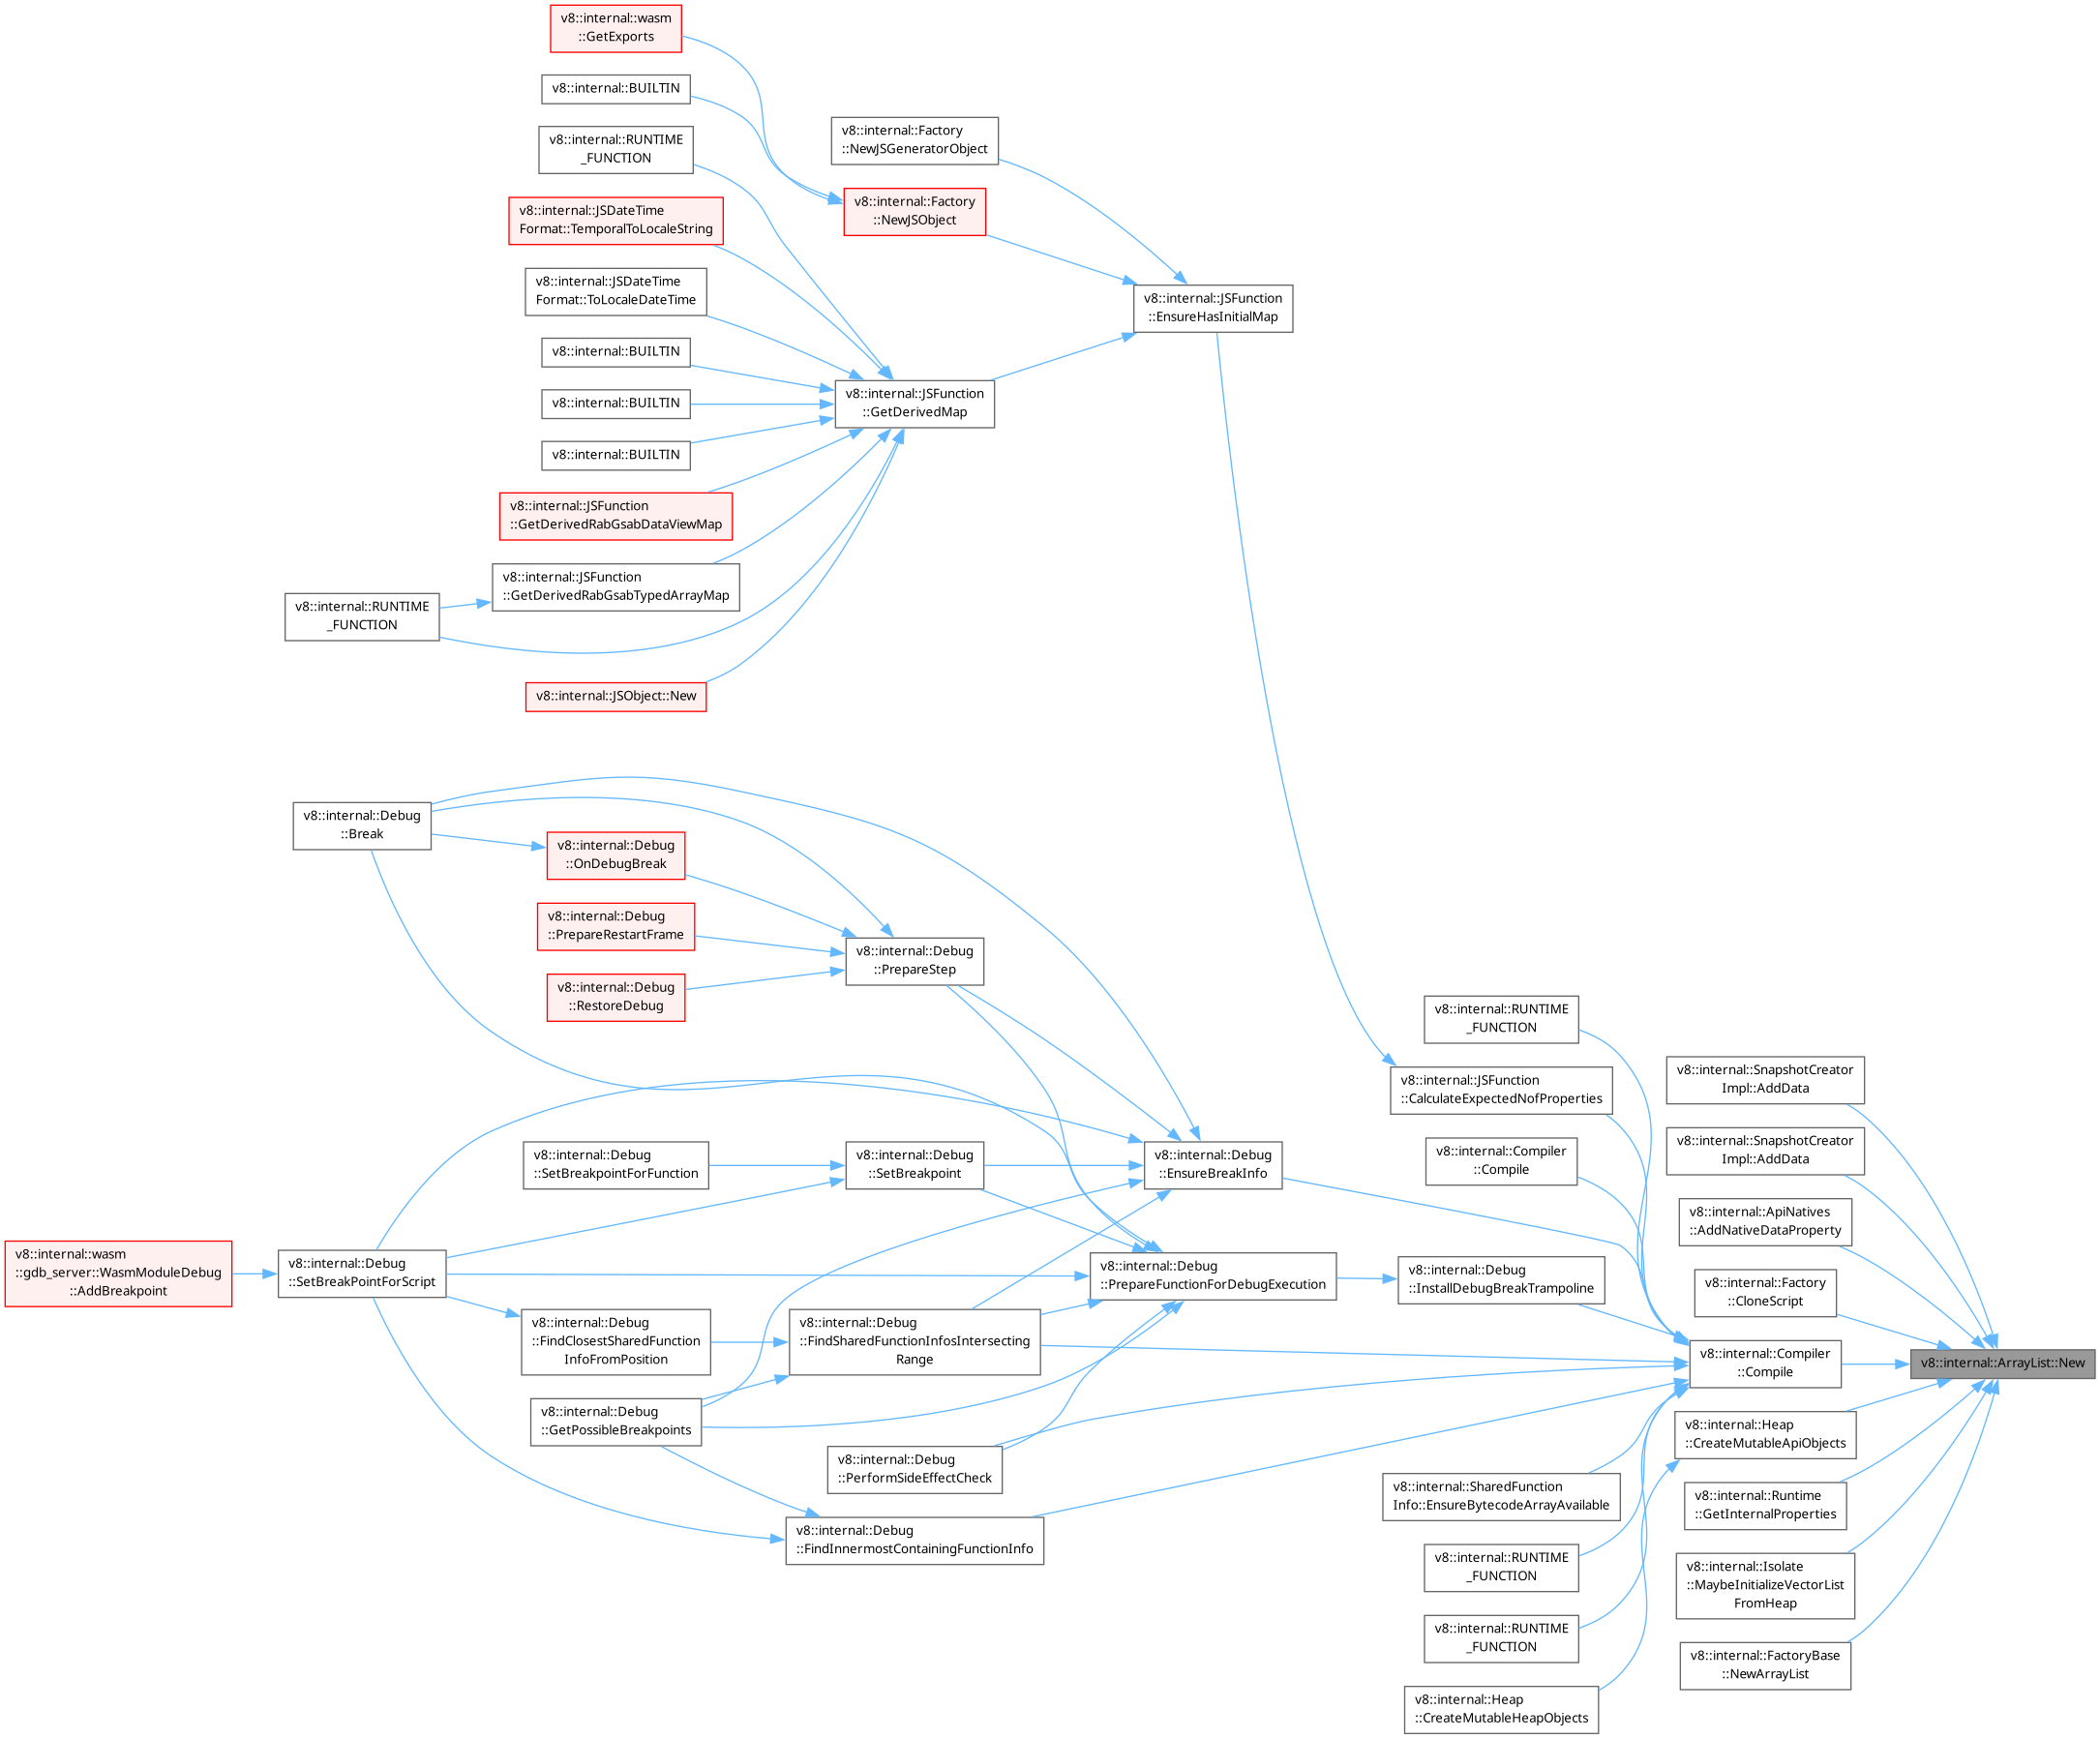 v8::internal::wasm
::GetExports
v8::internal::BUILTIN
v8::internal::RUNTIME
_FUNCTION
v8::internal::JSDateTime
Format::TemporalToLocaleString
v8::internal::JSDateTime
Format::ToLocaleDateTime
v8::internal::BUILTIN
v8::internal::BUILTIN
v8::internal::BUILTIN
v8::internal::JSFunction
::GetDerivedRabGsabDataViewMap
v8::internal::JSFunction
::GetDerivedRabGsabTypedArrayMap
v8::internal::RUNTIME
_FUNCTION
v8::internal::JSObject::New
v8::internal::Factory
::NewJSGeneratorObject
v8::internal::Factory
::NewJSObject
v8::internal::JSFunction
::EnsureHasInitialMap
v8::internal::JSFunction
::GetDerivedMap
v8::internal::Debug
::Break
v8::internal::Debug
::OnDebugBreak
v8::internal::Debug
::PrepareRestartFrame
v8::internal::Debug
::RestoreDebug
v8::internal::Debug
::PrepareStep
v8::internal::Debug
::SetBreakpointForFunction
v8::internal::Debug
::SetBreakpoint
v8::internal::Debug
::EnsureBreakInfo
v8::internal::wasm
::gdb_server::WasmModuleDebug
::AddBreakpoint
v8::internal::Debug
::SetBreakPointForScript
v8::internal::Debug
::PrepareFunctionForDebugExecution
v8::internal::Debug
::InstallDebugBreakTrampoline
v8::internal::Debug
::FindClosestSharedFunction
InfoFromPosition
v8::internal::Debug
::FindSharedFunctionInfosIntersecting
Range
v8::internal::Debug
::GetPossibleBreakpoints
v8::internal::Debug
::PerformSideEffectCheck
v8::internal::Debug
::FindInnermostContainingFunctionInfo
v8::internal::RUNTIME
_FUNCTION
v8::internal::JSFunction
::CalculateExpectedNofProperties
v8::internal::Compiler
::Compile
v8::internal::SharedFunction
Info::EnsureBytecodeArrayAvailable
v8::internal::RUNTIME
_FUNCTION
v8::internal::RUNTIME
_FUNCTION
v8::internal::Heap
::CreateMutableHeapObjects
v8::internal::SnapshotCreator
Impl::AddData
v8::internal::SnapshotCreator
Impl::AddData
v8::internal::ApiNatives
::AddNativeDataProperty
v8::internal::Factory
::CloneScript
v8::internal::Compiler
::Compile
v8::internal::ArrayList::New
v8::internal::Heap
::CreateMutableApiObjects
v8::internal::Runtime
::GetInternalProperties
v8::internal::Isolate
::MaybeInitializeVectorList
FromHeap
v8::internal::FactoryBase
::NewArrayList